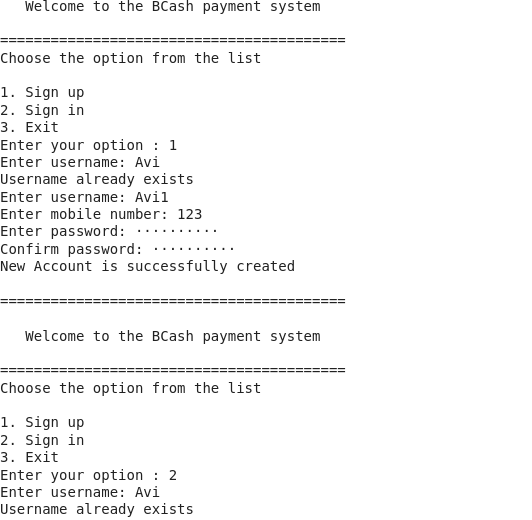 Welcome to the BCash payment system
=========================================
Choose the option from the list
1. Sign up
2. Sign in
3. Exit
Enter your option : 1
Enter username: Avi
Username already exists
Enter username: Avi1
Enter mobile number: 123
Enter password: ··········
Confirm password: ··········
New Account is successfully created
=========================================
Welcome to the BCash payment system
=========================================
Choose the option from the list
1. Sign up
2. Sign in
3. Exit
Enter your option : 2
Enter username: Avi
Username already exists